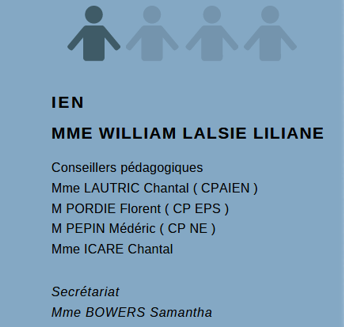 IEN
MME WILLIAM LALSIE LILIANE
Conseillers pédagogiques
Mme LAUTRIC Chantal ( CPAIEN )
M PORDIE Florent ( CP EPS )
M PEPIN Médéric ( CP NE )
Mme ICARE Chantal
Secrétariat
Mme BOWERS Samantha